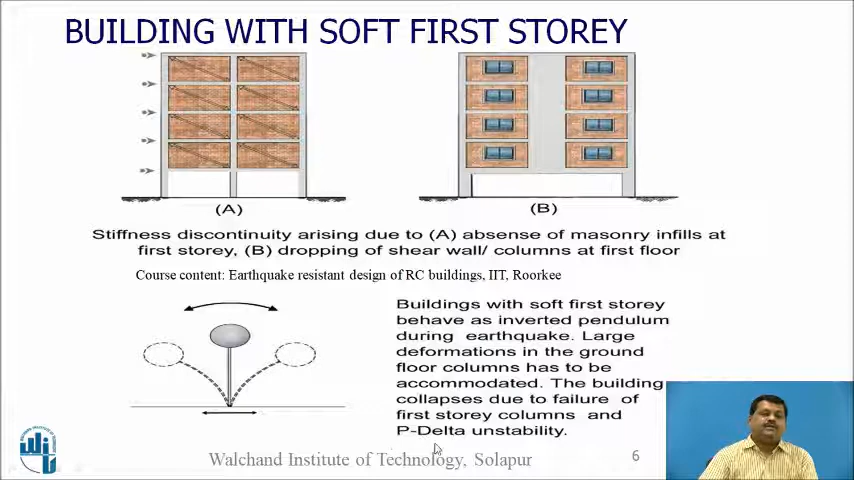 BUILDING WITH SOFT FIRST STOREY
(A)
(B)
Stiffness discontinuity arising due to (A) absense of masonry infills at
first storey, (B) dropping of shear wall/ columns at first floor
Course content: Earthquake resistant design of RC buildings, IIT, Roorkee
Buildings with soft first storey
behave as inverted pendulum
during earthquake. Large
deformations in the ground
floor columns has to be
accommodated. The building
collapses due to failure of
first storey columns and
P-Delta unstability.
Walchand Institute of Technology, Solapur
6